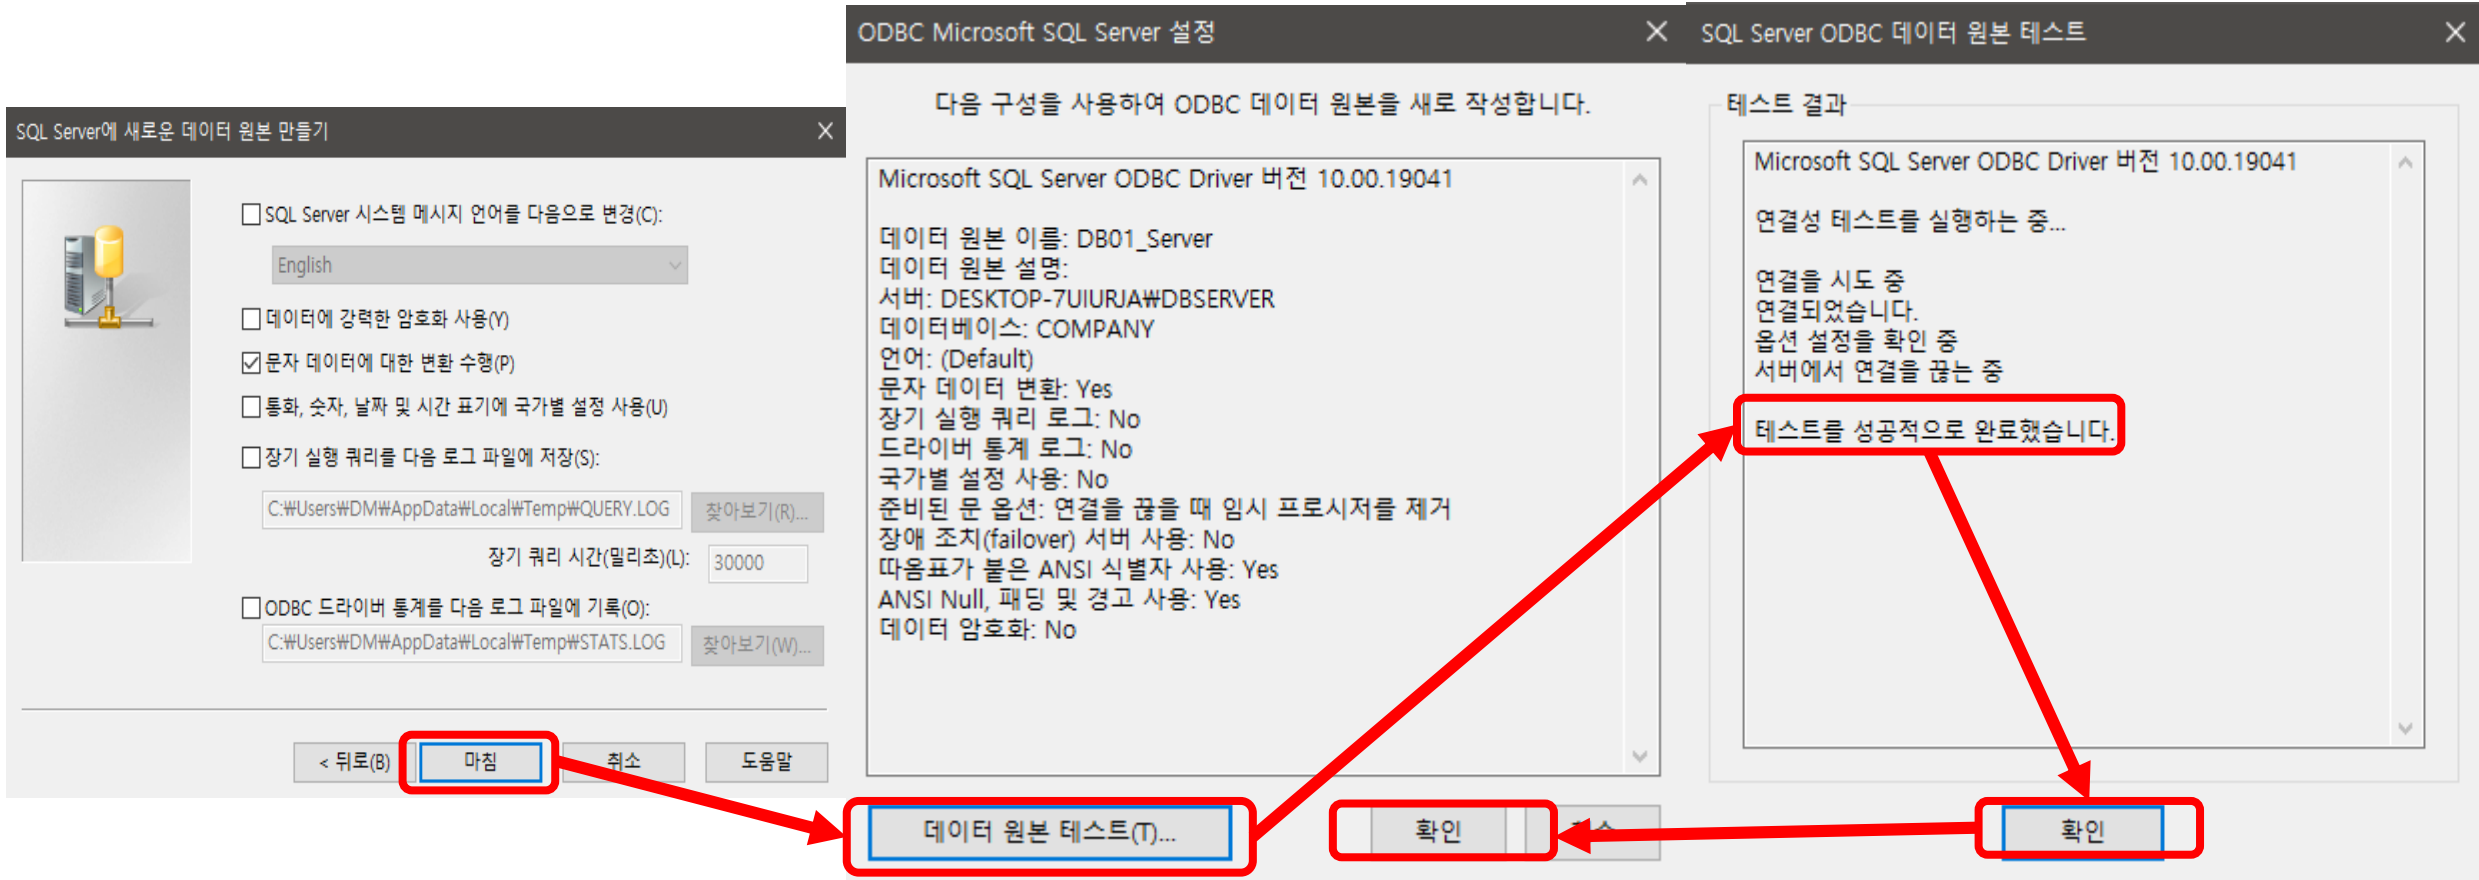 SQL Server에 새로운 데이터 원본 만들기
SQL Server 시스템 메시지 언어를 다음으로 변경(C):
English
데이터에 강력한 암호화 사용(Y)
문자 데이터에 대한 변환 수행(P)
통화, 숫자, 날짜 및 시간 표기에 국가별 설정 사용(U)
장기 실행 쿼리를 다음 로그 파일에 저장(S):
C:₩Users₩DM₩AppData₩Local₩Temp₩QUERY.LOG
찾아보기(R)...
장기 쿼리 시간(밀리초)(L):
30000
ODBC 드라이버 통계를 다음 로그 파일에 기록(O):
C:₩Users₩DM₩AppData₩Local₩Temp₩STATS.LOG
찾아보기(W)...
< 뒤로(B)
마침
취소
도움말
ODBC Microsoft SQL Server 설정
다음 구성을 사용하여 ODBC 데이터 원본을 새로 작성합니다.
Microsoft SQL Server ODBC Driver 버전 10.00.19041
데이터 원본 이름: DB01_Server
데이터 원본 설명:
서버: DESKTOP-7UIURJA₩DBSERVER
데이터베이스: COMPANY
언어: (Default)
문자 데이터 변환: Yes
장기 실행 쿼리 로그: No
드라이버 통계 로그: No
국가별 설정 사용: No
준비된 문 옵션: 연결을 끊을 때 임시 프로시저를 제거
장애 조치(failover) 서버 사용: No
따옴표가 붙은 ANSI 식별자 사용: Yes
ANSI Null, 패딩 및 경고 사용: Yes
데이터 암호화: No
데이터 원본 테스트(T)...
확인
SQL Server ODBC 데이터 원본 테스트
테스트 결과
Microsoft SQL Server ODBC Driver 버전 10.00.19041
연결성 테스트를 실행하는 중...
연결을 시도 중
연결되었습니다.
옵션 설정을 확인 중
서버에서 연결을 끊는 중
테스트를 성공적으로 완료했습니다.
확인